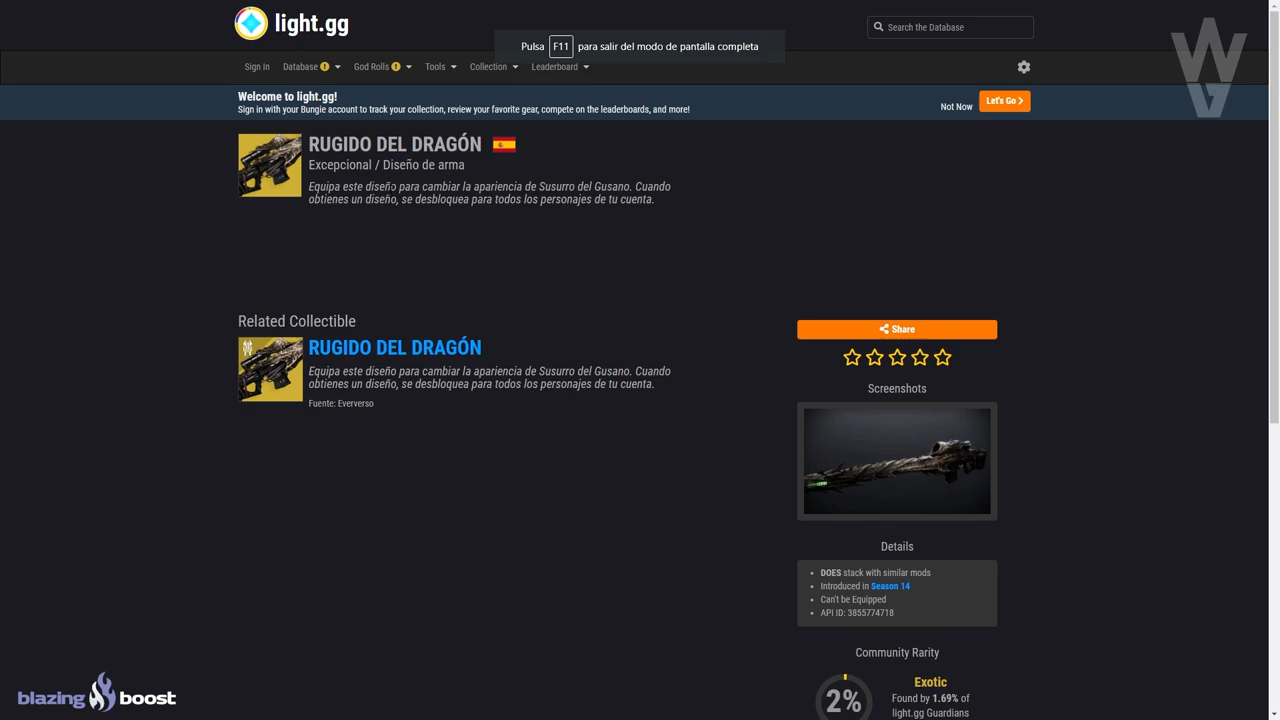 light.gg
Search the Database
Pulsa F11 para salir del modo de pantalla completa
Sign In Database God Rolls Tools Collection Leaderboard
Welcome to light.gg!
Sign in with your Bungie account to track your collection, review your favorite gear, compete on the leaderboards, and more!
Not Now Let's Go
RUGIDO DEL DRAGÓN
Excepcional / Diseño de arma
Equipa este diseño para cambiar la apariencia de Susurro del Gusano. Cuando
obtienes un diseño, se desbloquea para todos los personajes de tu cuenta.
Related Collectible
RUGIDO DEL DRAGÓN
Equipa este diseño para cambiar la apariencia de Susurro del Gusano. Cuando
obtienes un diseño, se desbloquea para todos los personajes de tu cuenta.
Fuente: Eververso
Share
Screenshots
Details
DOES stack with similar mods
Introduced in Season 14
Can't be Equipped
API ID: 3855774718
Community Rarity
2%
Exotic
Found by 1.69% of
light.gg Guardians
blazing boost